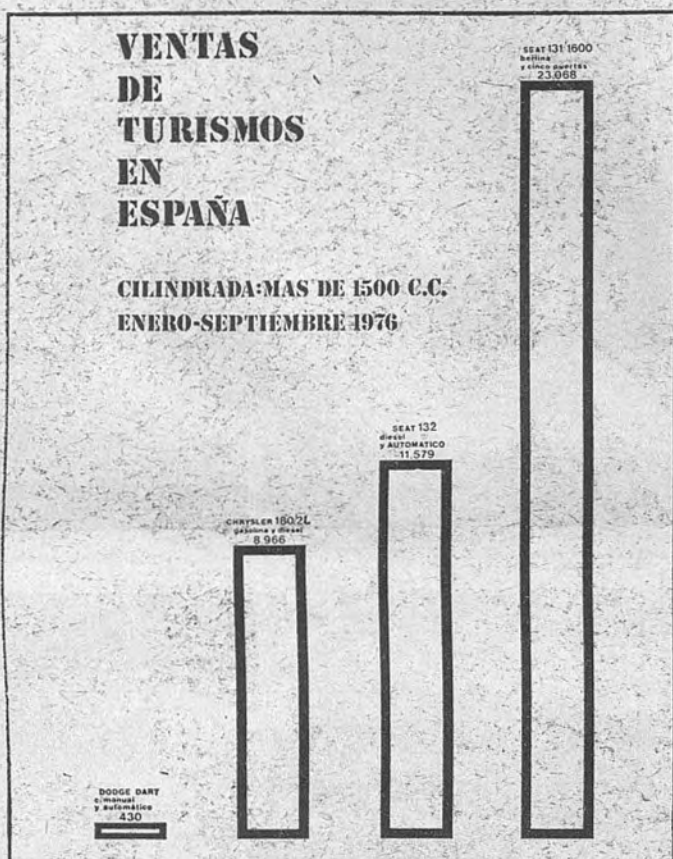 VENTAS
DE
TURISMOS
EN
ESPAÑA
CILINDRADA:MAS DE 1500 C.C.
ENERO-SEPTIEMBRE 1976
SEAT 131 1600
berlina
y cinco puertas
23.068
SEAT 132
diesel
y AUTOMATICO
11.579
CHRYSLER 180/2L
gasolina y diesel
8.966
DODGE DART
c/manual
y automático
430